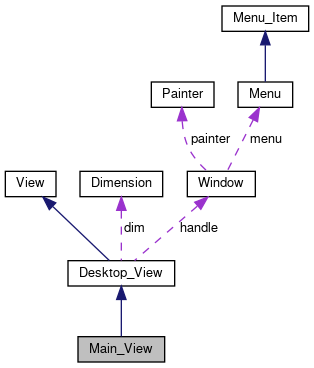 Menu_Item
Painter
Menu
painter
menu
View
Dimension
Window
dim
handle
Desktop_View
Main_View